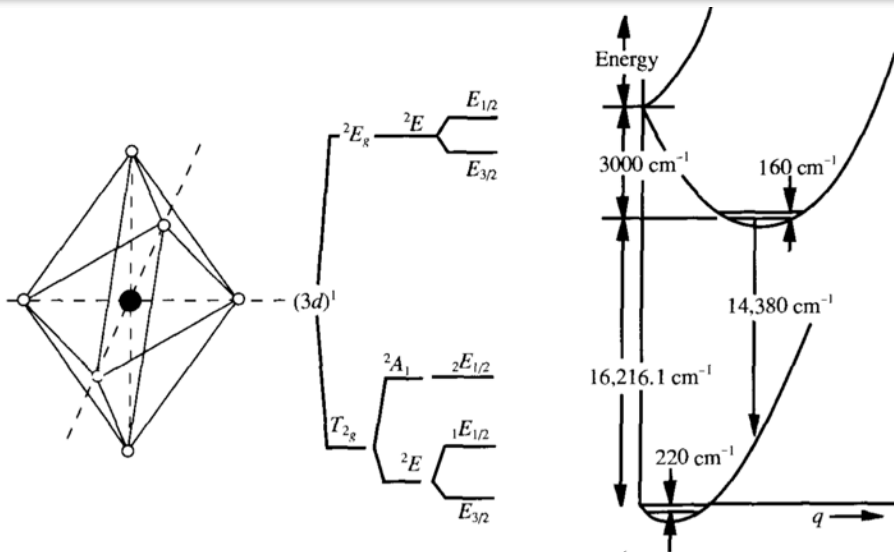 (3d)¹
²E_g
²E
E_{1/2}
E_{3/2}
T_{2g}
²A₁
₂E_{1/2}
²E
₁E_{1/2}
E_{3/2}
Energy
3000 cm⁻¹
160 cm⁻¹
14,380 cm⁻¹
16,216.1 cm⁻¹
220 cm⁻¹
q